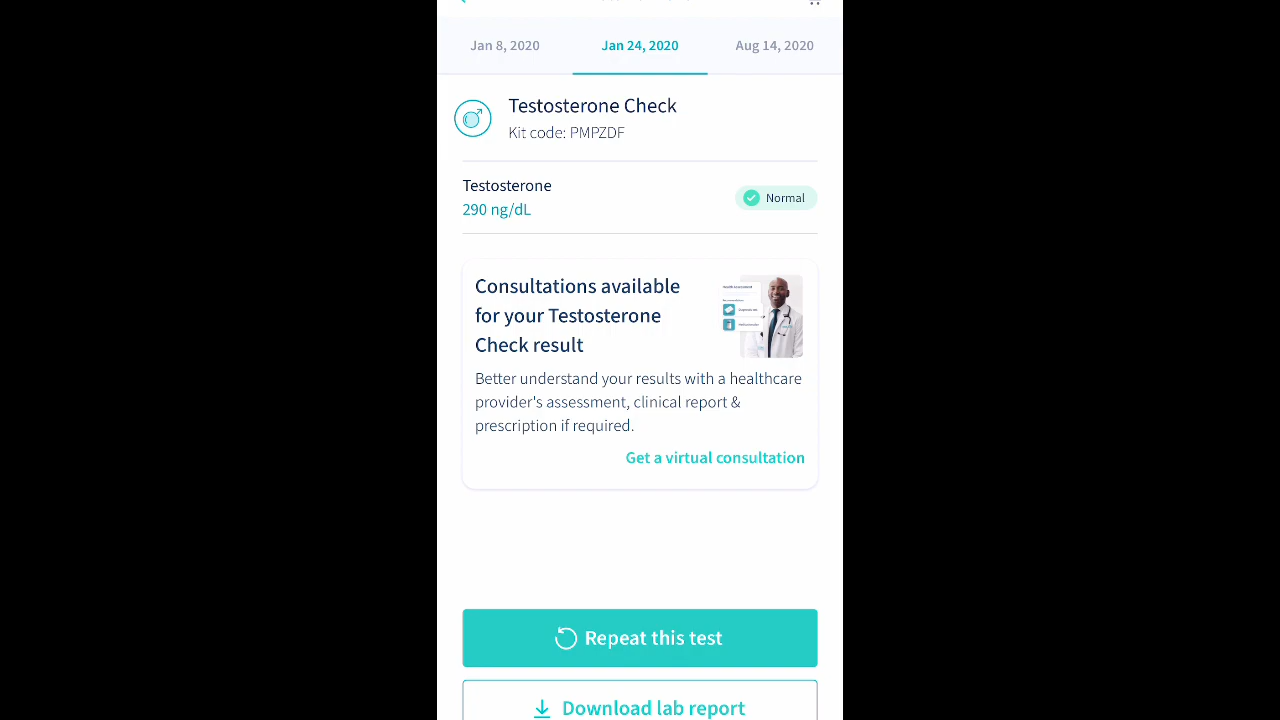 Jan 8, 2020
Jan 24, 2020
Aug 14, 2020
Testosterone Check
Kit code: PMPZDF
Testosterone
290 ng/dL
Normal
Consultations available
for your Testosterone
Check result
Better understand your results with a healthcare
provider's assessment, clinical report &
prescription if required.
Get a virtual consultation
Repeat this test
Download lab report